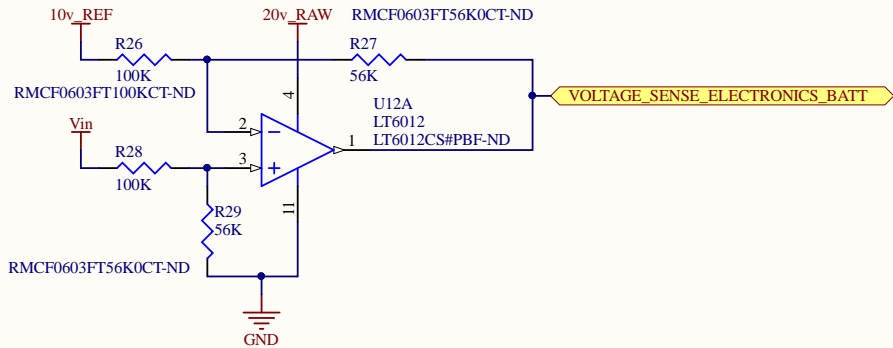 10v_REF
20v_RAW
RMCF0603FT56K0CT-ND
R26
100K
RMCF0603FT100KCT-ND
R27
56K
4
U12A
LT6012
LT6012CS#PBF-ND
VOLTAGE_SENSE_ELECTRONICS_BATT
2
1
Vin
3
R28
100K
11
R29
56K
RMCF0603FT56K0CT-ND
GND